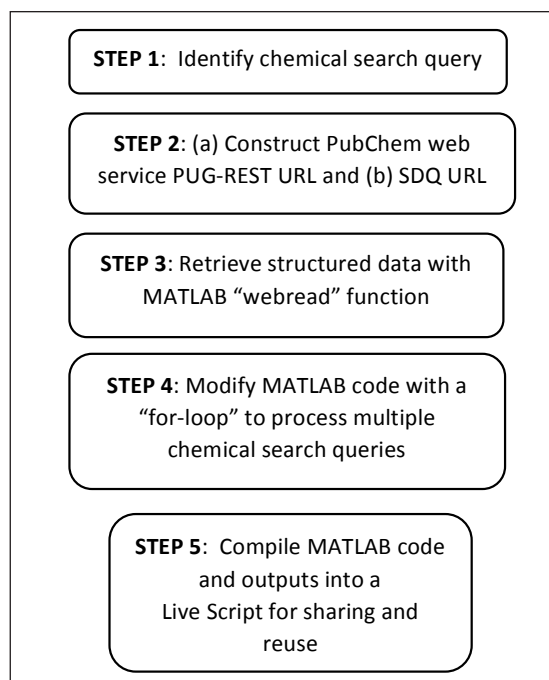 STEP 1:  Identify chemical search query
STEP 2: (a) Construct PubChem web
service PUG-REST URL and (b) SDQ URL
STEP 3: Retrieve structured data with
MATLAB “webread” function
STEP 4: Modify MATLAB code with a
“for-loop” to process multiple
chemical search queries
STEP 5:  Compile MATLAB code
and outputs into a
Live Script for sharing and
reuse